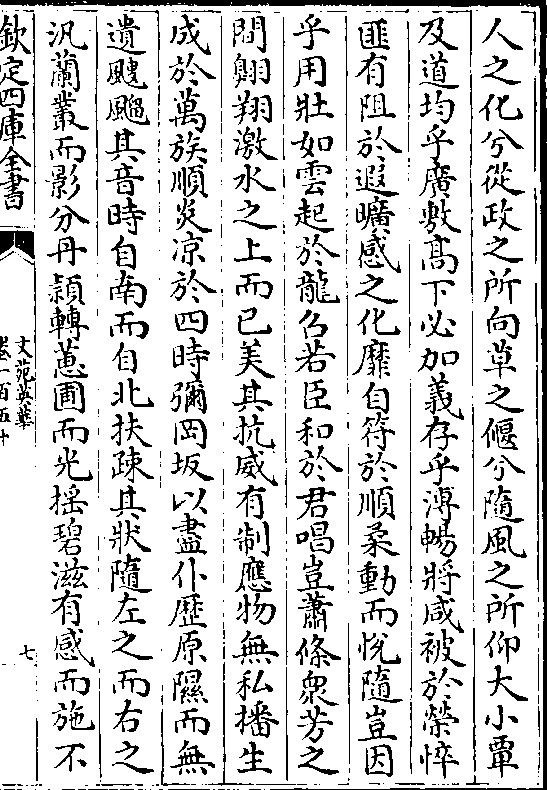 人之化兮從政之所向草之偃兮隨風之所仰大小覃
及道均乎廣敷髙下必加義存乎溥暢將咸被於榮悴
匪有阻於遐曠感之化靡自符於順柔動而恱隨豈因
乎用壯如雲起於龍召若臣和於君唱豈蕭條衆芳之
間翺翔激水之上而已美其抗威有制應物無私播生
成於萬族順炎凉於四時彌岡坂以盡仆歴原隰而無
遺颼飀其音時自南而自北扶疎其狀隨左之而右之
汎蘭叢而影分丹頴轉蕙圃而光揺碧滋有感而施不
欽定四庫全書
文苑英華
卷一百五十
七